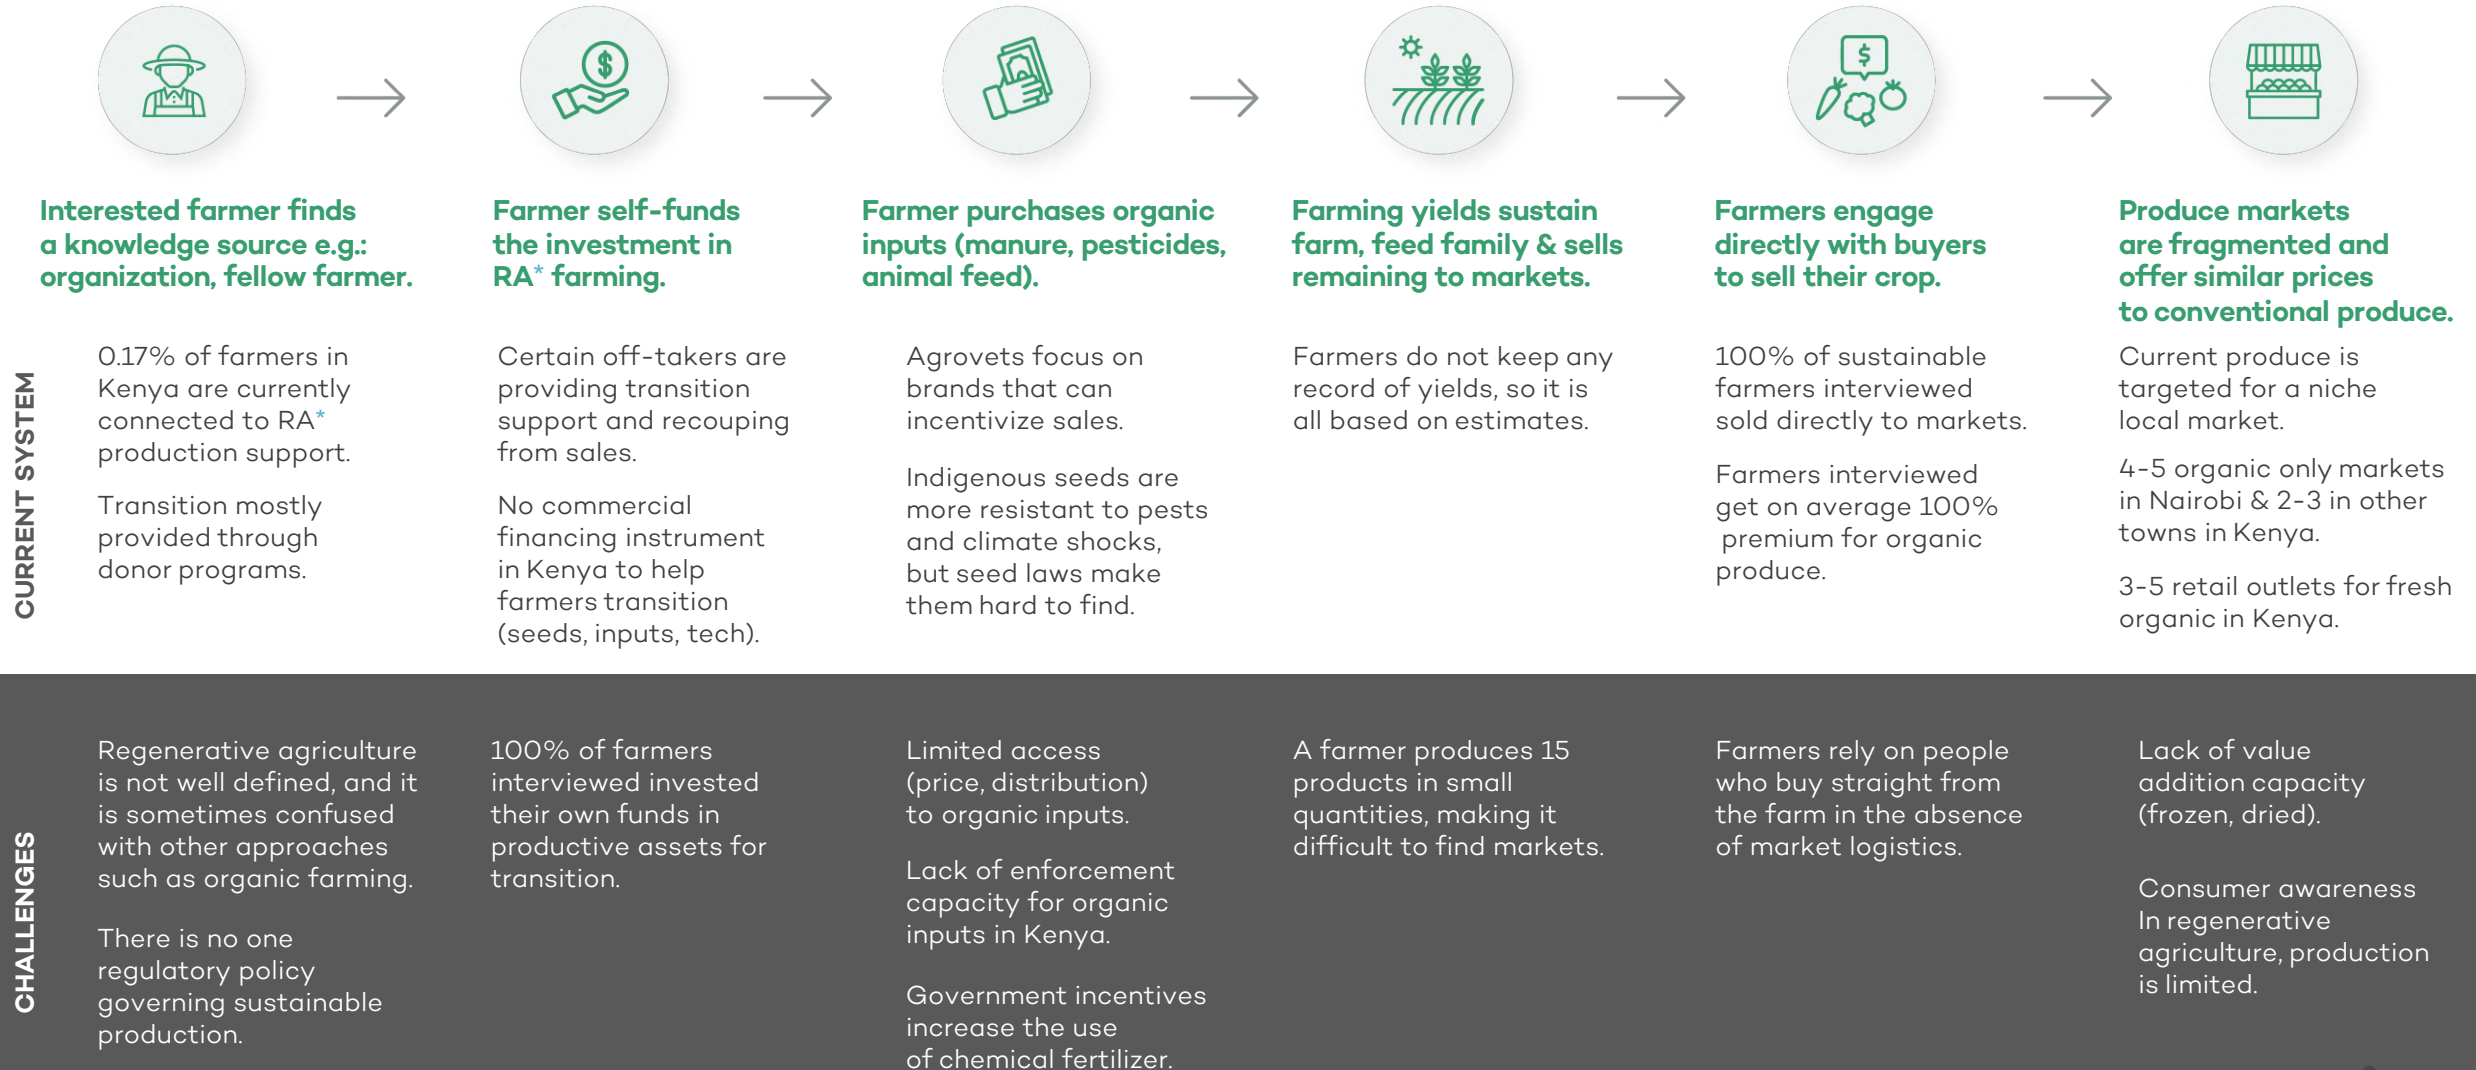 Interested farmer finds
a knowledge source e.g.:
organization, fellow farmer.
Farmer self-funds
the investment in
RA* farming.
Farmer purchases organic
inputs (manure, pesticides,
animal feed).
Farming yields sustain
farm, feed family & sells
remaining to markets.
Farmers engage
directly with buyers
to sell their crop.
Produce markets
are fragmented and
offer similar prices
to conventional produce.
CURRENT SYSTEM
0.17% of farmers in
Kenya are currently
connected to RA*
production support.
Transition mostly
provided through
donor programs.
Certain off-takers are
providing transition
support and recouping
from sales.
No commercial
financing instrument
in Kenya to help
farmers transition
(seeds, inputs, tech).
Agrovets focus on
brands that can
incentivize sales.
Indigenous seeds are
more resistant to pests
and climate shocks,
but seed laws make
them hard to find.
Farmers do not keep any
record of yields, so it is
all based on estimates.
100% of sustainable
farmers interviewed
sold directly to markets.
Farmers interviewed
get on average 100%
premium for organic
produce.
Current produce is
targeted for a niche
local market.
4-5 organic only markets
in Nairobi & 2-3 in other
towns in Kenya.
3-5 retail outlets for fresh
organic in Kenya.
CHALLENGES
Regenerative agriculture
is not well defined, and it
is sometimes confused
with other approaches
such as organic farming.
There is no one
regulatory policy
governing sustainable
production.
100% of farmers
interviewed invested
their own funds in
productive assets for
transition.
Limited access
(price, distribution)
to organic inputs.
Lack of enforcement
capacity for organic
inputs in Kenya.
Government incentives
increase the use
of chemical fertilizer.
A farmer produces 15
products in small
quantities, making it
difficult to find markets.
Farmers rely on people
who buy straight from
the farm in the absence
of market logistics.
Lack of value
addition capacity
(frozen, dried).
Consumer awareness
In regenerative
agriculture, production
is limited.